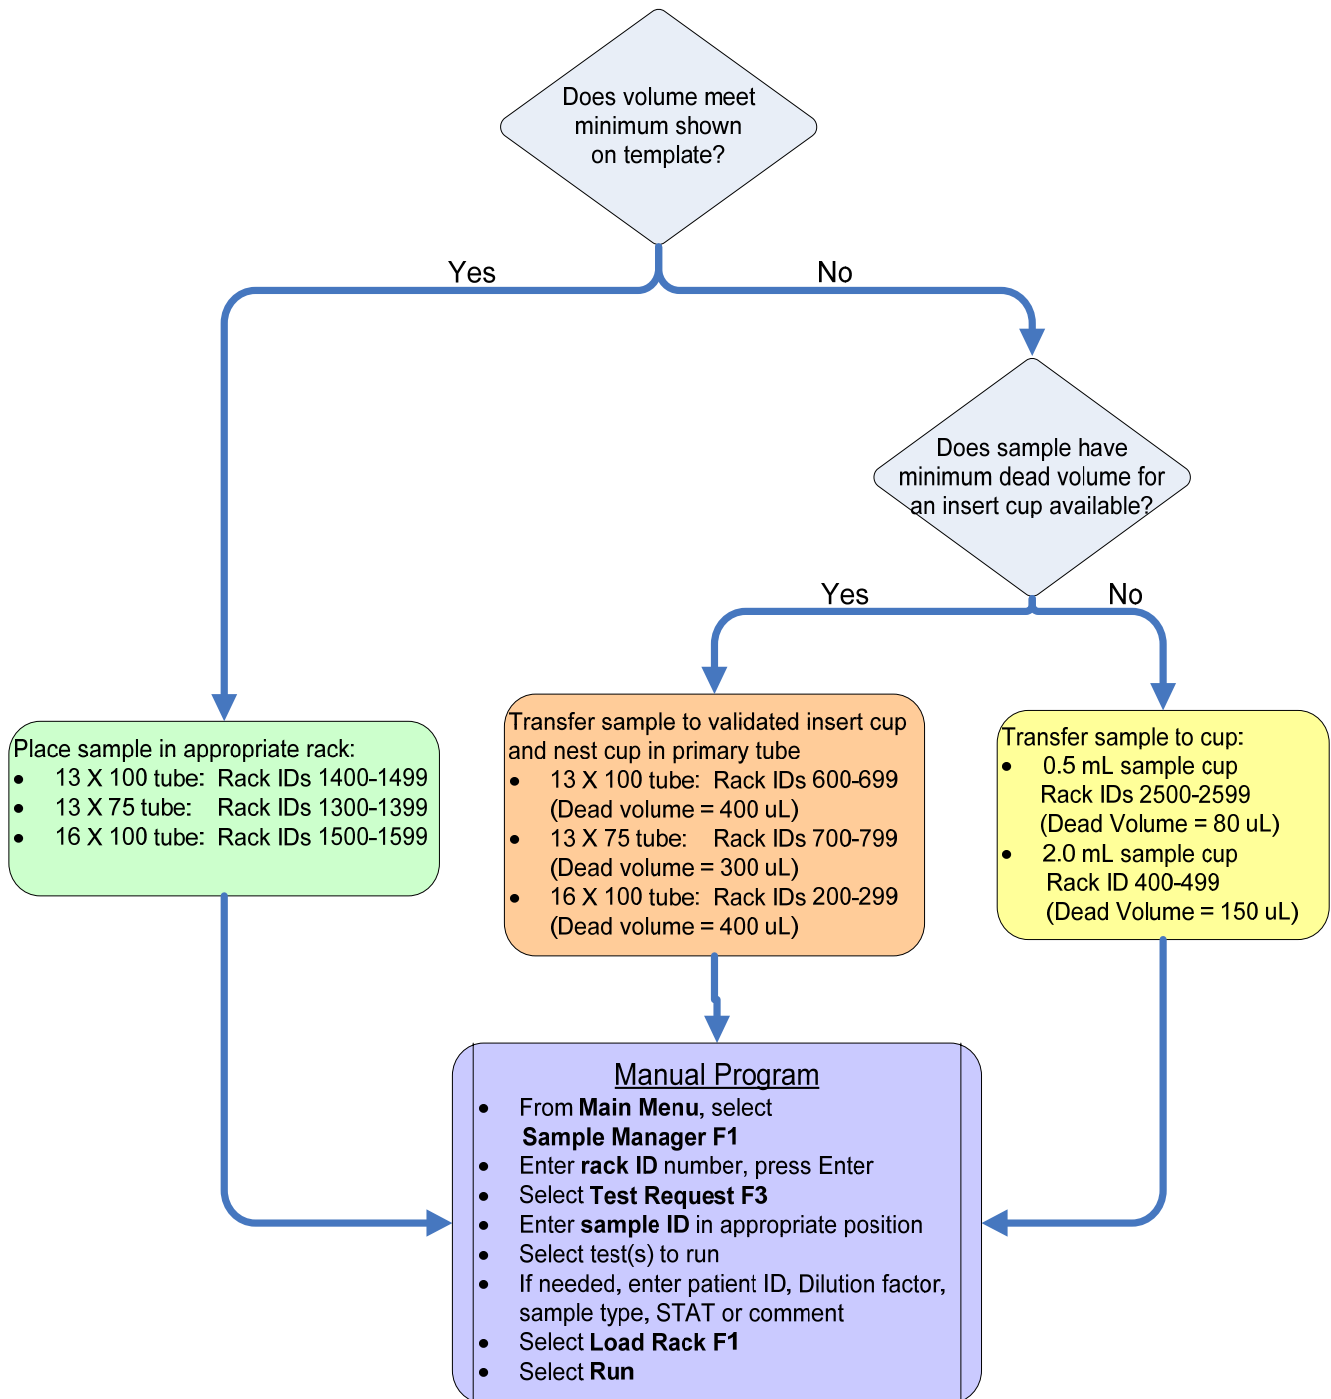 Does volume meet
minimum shown
on template?
Yes
No
Does sample have
minimum dead volume for
an insert cup available?
Yes
No
Place sample in appropriate rack:
• 13 X 100 tube: Rack IDs 1400-1499
• 13 X 75 tube: Rack IDs 1300-1399
• 16 X 100 tube: Rack IDs 1500-1599
Transfer sample to validated insert cup
and nest cup in primary tube
• 13 X 100 tube: Rack IDs 600-699
(Dead volume = 400 uL)
• 13 X 75 tube: Rack IDs 700-799
(Dead volume = 300 uL)
• 16 X 100 tube: Rack IDs 200-299
(Dead volume = 400 uL)
Transfer sample to cup:
• 0.5 mL sample cup
Rack IDs 2500-2599
(Dead Volume = 80 uL)
• 2.0 mL sample cup
Rack ID 400-499
(Dead Volume = 150 uL)
Manual Program
• From Main Menu, select
Sample Manager F1
• Enter rack ID number, press Enter
• Select Test Request F3
• Enter sample ID in appropriate position
• Select test(s) to run
• If needed, enter patient ID, Dilution factor,
sample type, STAT or comment
• Select Load Rack F1
• Select Run